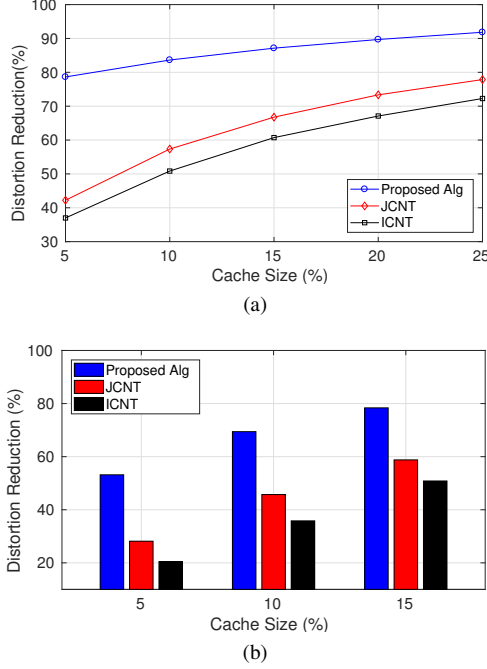 100
90
80
70
60
50
40
30
Distortion Reduction(%)
Proposed Alg
JCNT
ICNT
5 10 15 20 25
Cache Size (%)
(a)
100
80
60
40
20
Distortion Reduction (%)
Proposed Alg
JCNT
ICNT
5 10 15
Cache Size (%)
(b)